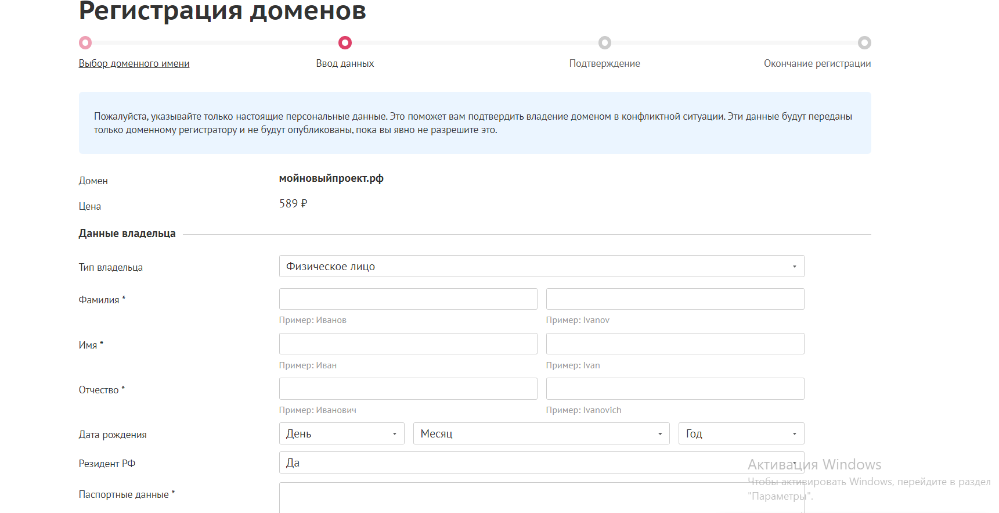 Регистрация доменов
Выбор доменного имени
Ввод данных
Подтверждение
Окончание регистрации
Пожалуйста, указывайте только настоящие персональные данные. Это поможет вам подтвердить владение доменом в конфликтной ситуации. Эти данные будут переданы
только доменному регистратору и не будут опубликованы, пока вы явно не разрешите это.
Домен
мойновыйпроект.рф
Цена
589 ₽
Данные владельца
Тип владельца
Физическое лицо
Фамилия *
Пример: Иванов
Пример: Ivanov
Имя *
Пример: Иван
Пример: Ivan
Отчество *
Пример: Иванович
Пример: Ivanovich
Дата рождения
День
Месяц
Год
Резидент РФ
Да
Паспортные данные *
Активация Windows
Чтобы активировать Windows, перейдите в раздел
"Параметры".